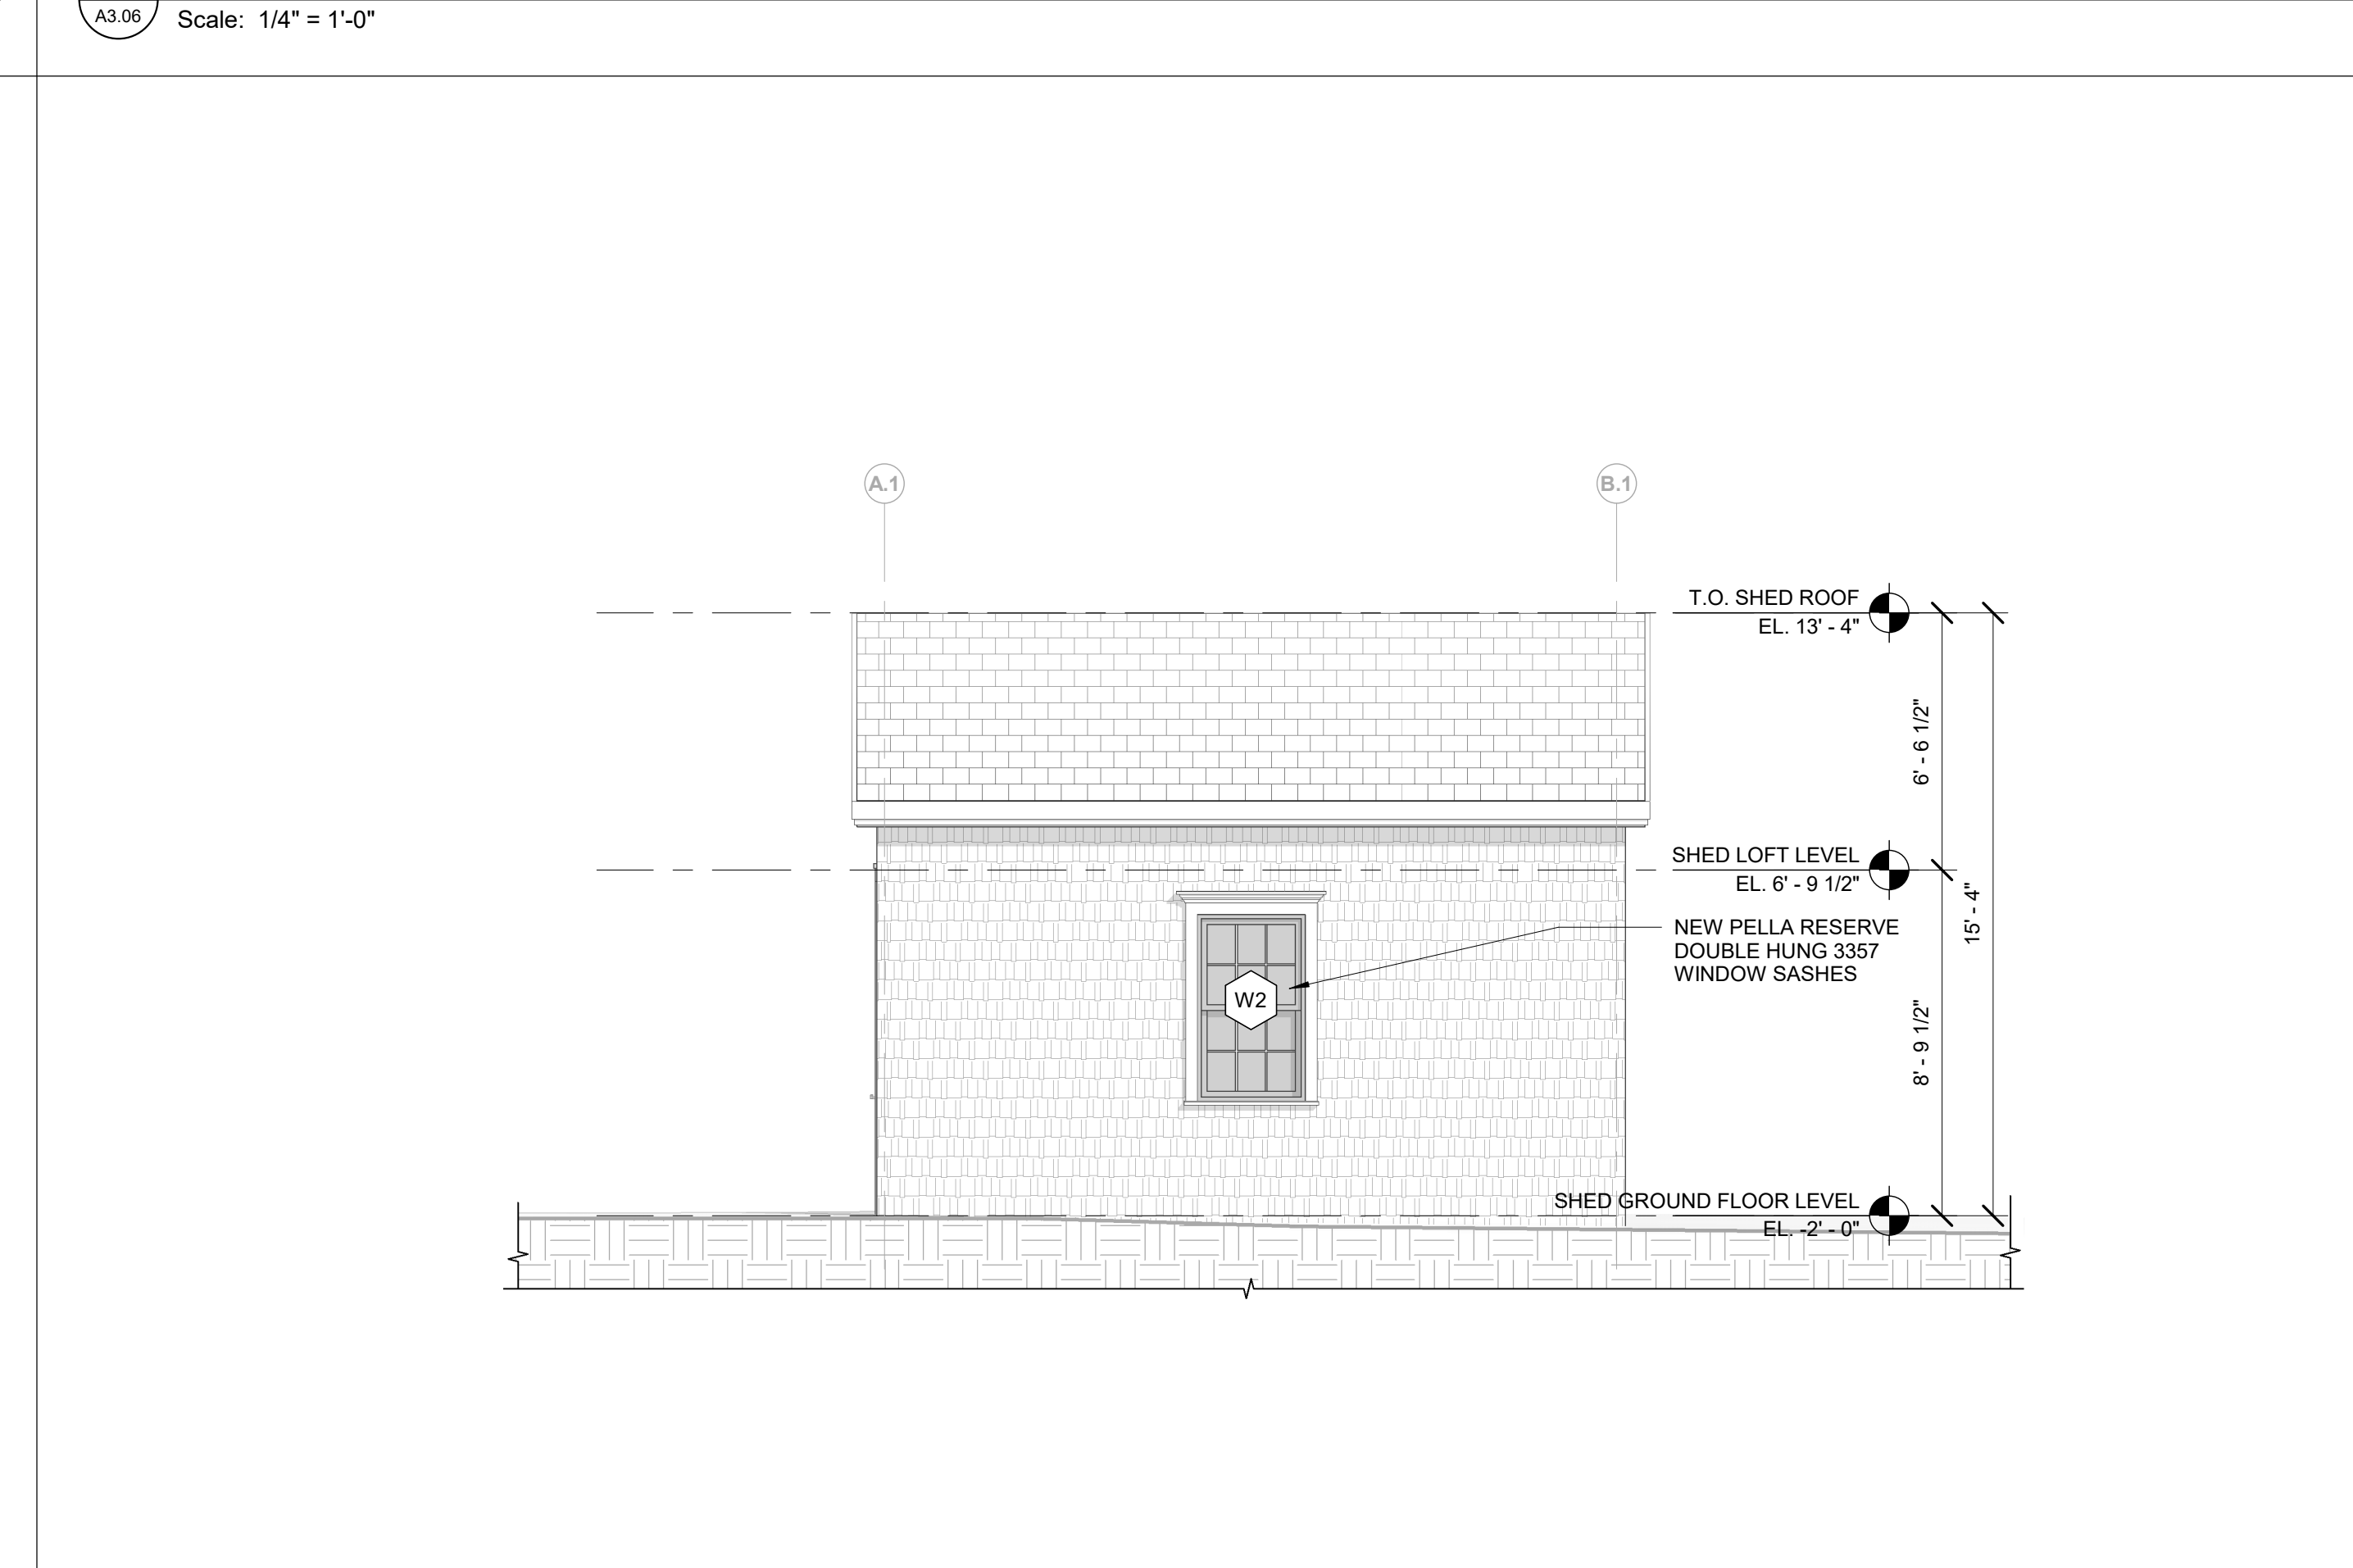 A3.06
Scale: 1/4" = 1'-0"
A.1
B.1
T.O. SHED ROOF
EL. 13' - 4"
6' - 6 1/2"
SHED LOFT LEVEL
EL. 6' - 9 1/2"
15' - 4"
NEW PELLA RESERVE
DOUBLE HUNG 3357
WINDOW SASHES
W2
8' - 9 1/2"
SHED GROUND FLOOR LEVEL
EL. -2' - 0"